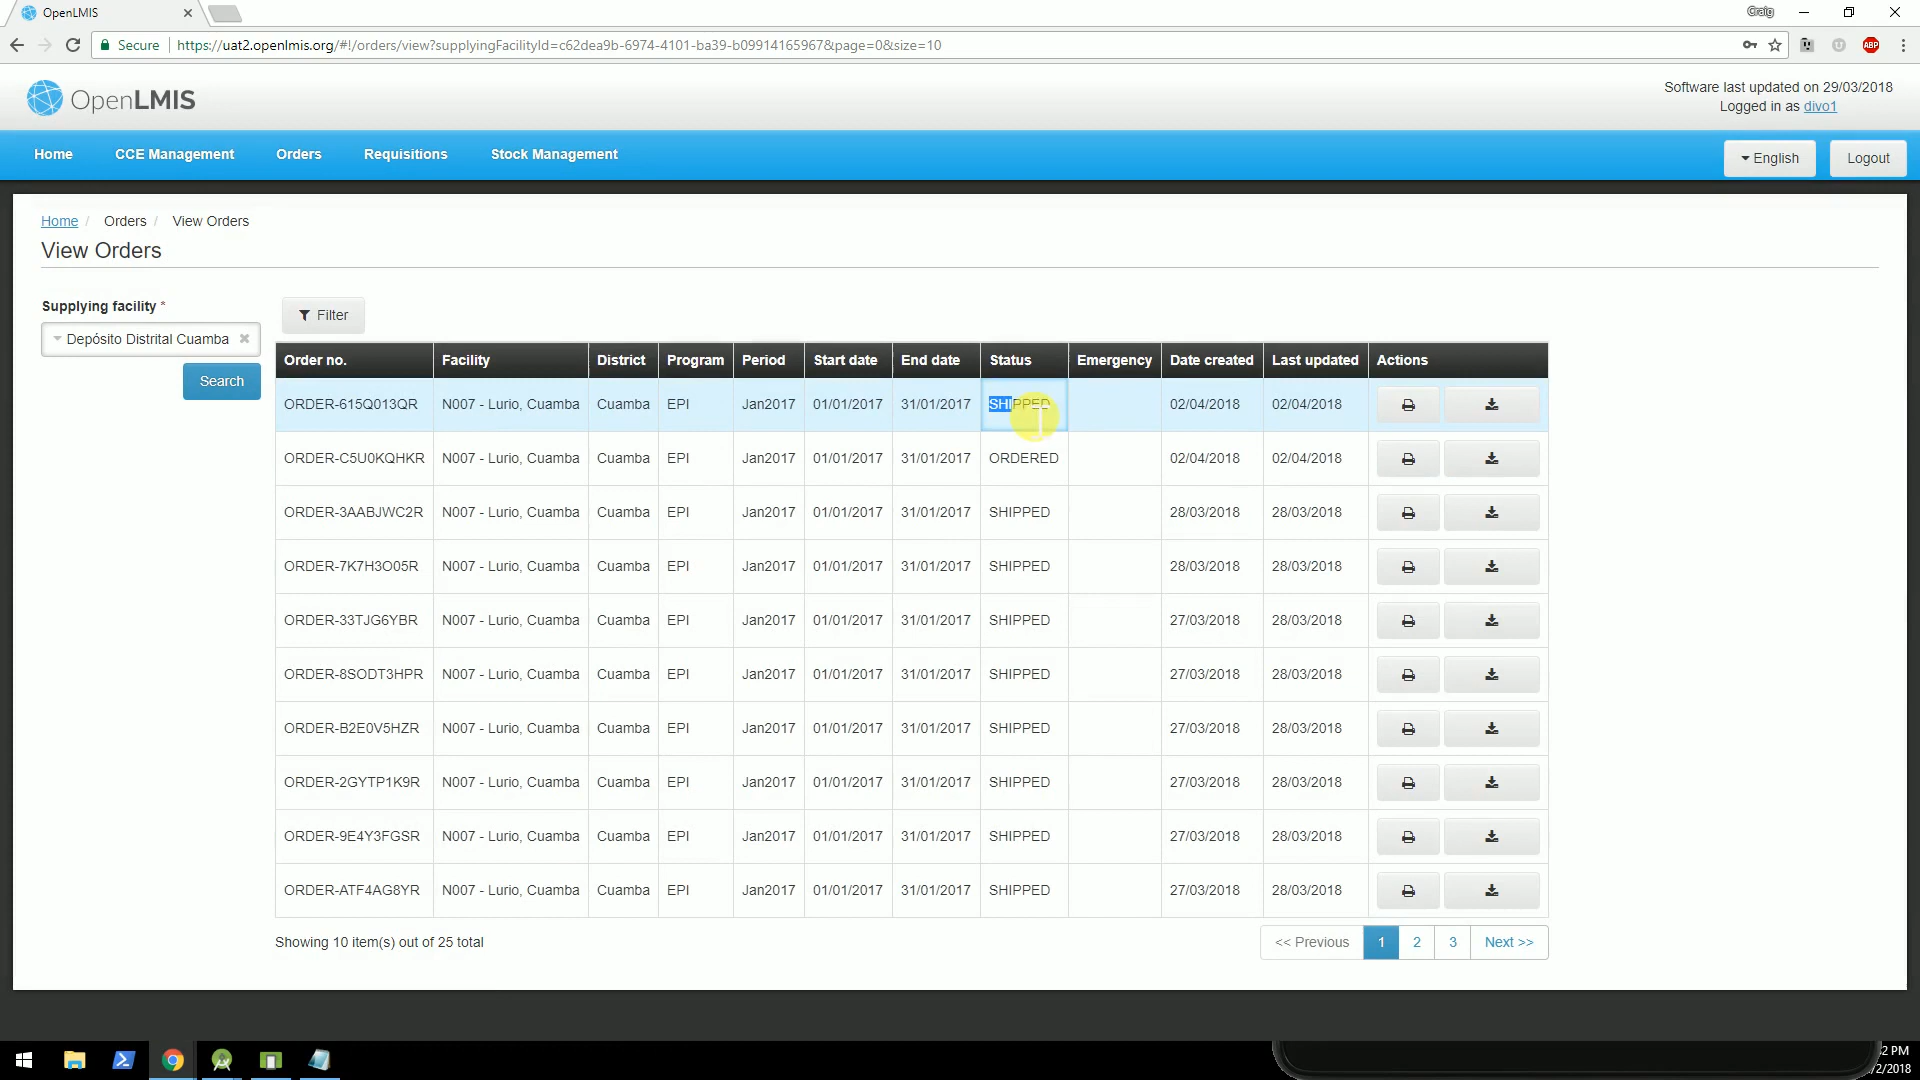 OpenLMIS
Craig
Secure
https://uat2.openlmis.org/#!/orders/view?supplyingFacilityId=c62dea9b-6974-4101-ba39-b09914165967&page=0&size=10
ABP
OpenLMIS
Software last updated on 29/03/2018
Logged in as divo1
Home CCE Management Orders Requisitions Stock Management
English Logout
Home / Orders / View Orders
View Orders
Supplying facility *
Depósito Distrital Cuamba
Search
Filter
Order no. Facility District Program Period Start date End date Status Emergency Date created Last updated Actions
ORDER-615Q013QR N007 - Lurio, Cuamba Cuamba EPI Jan2017 01/01/2017 31/01/2017 SHIPPED 02/04/2018 02/04/2018
ORDER-C5U0KQHKR N007 - Lurio, Cuamba Cuamba EPI Jan2017 01/01/2017 31/01/2017 ORDERED 02/04/2018 02/04/2018
ORDER-3AABJWC2R N007 - Lurio, Cuamba Cuamba EPI Jan2017 01/01/2017 31/01/2017 SHIPPED 28/03/2018 28/03/2018
ORDER-7K7H3O05R N007 - Lurio, Cuamba Cuamba EPI Jan2017 01/01/2017 31/01/2017 SHIPPED 28/03/2018 28/03/2018
ORDER-33TJG6YBR N007 - Lurio, Cuamba Cuamba EPI Jan2017 01/01/2017 31/01/2017 SHIPPED 27/03/2018 28/03/2018
ORDER-8SODT3HPR N007 - Lurio, Cuamba Cuamba EPI Jan2017 01/01/2017 31/01/2017 SHIPPED 27/03/2018 28/03/2018
ORDER-B2E0V5HZR N007 - Lurio, Cuamba Cuamba EPI Jan2017 01/01/2017 31/01/2017 SHIPPED 27/03/2018 28/03/2018
ORDER-2GYTP1K9R N007 - Lurio, Cuamba Cuamba EPI Jan2017 01/01/2017 31/01/2017 SHIPPED 27/03/2018 28/03/2018
ORDER-9E4Y3FGSR N007 - Lurio, Cuamba Cuamba EPI Jan2017 01/01/2017 31/01/2017 SHIPPED 27/03/2018 28/03/2018
ORDER-ATF4AG8YR N007 - Lurio, Cuamba Cuamba EPI Jan2017 01/01/2017 31/01/2017 SHIPPED 27/03/2018 28/03/2018
Showing 10 item(s) out of 25 total
<< Previous 1 2 3 Next >>
2 PM
/2/2018